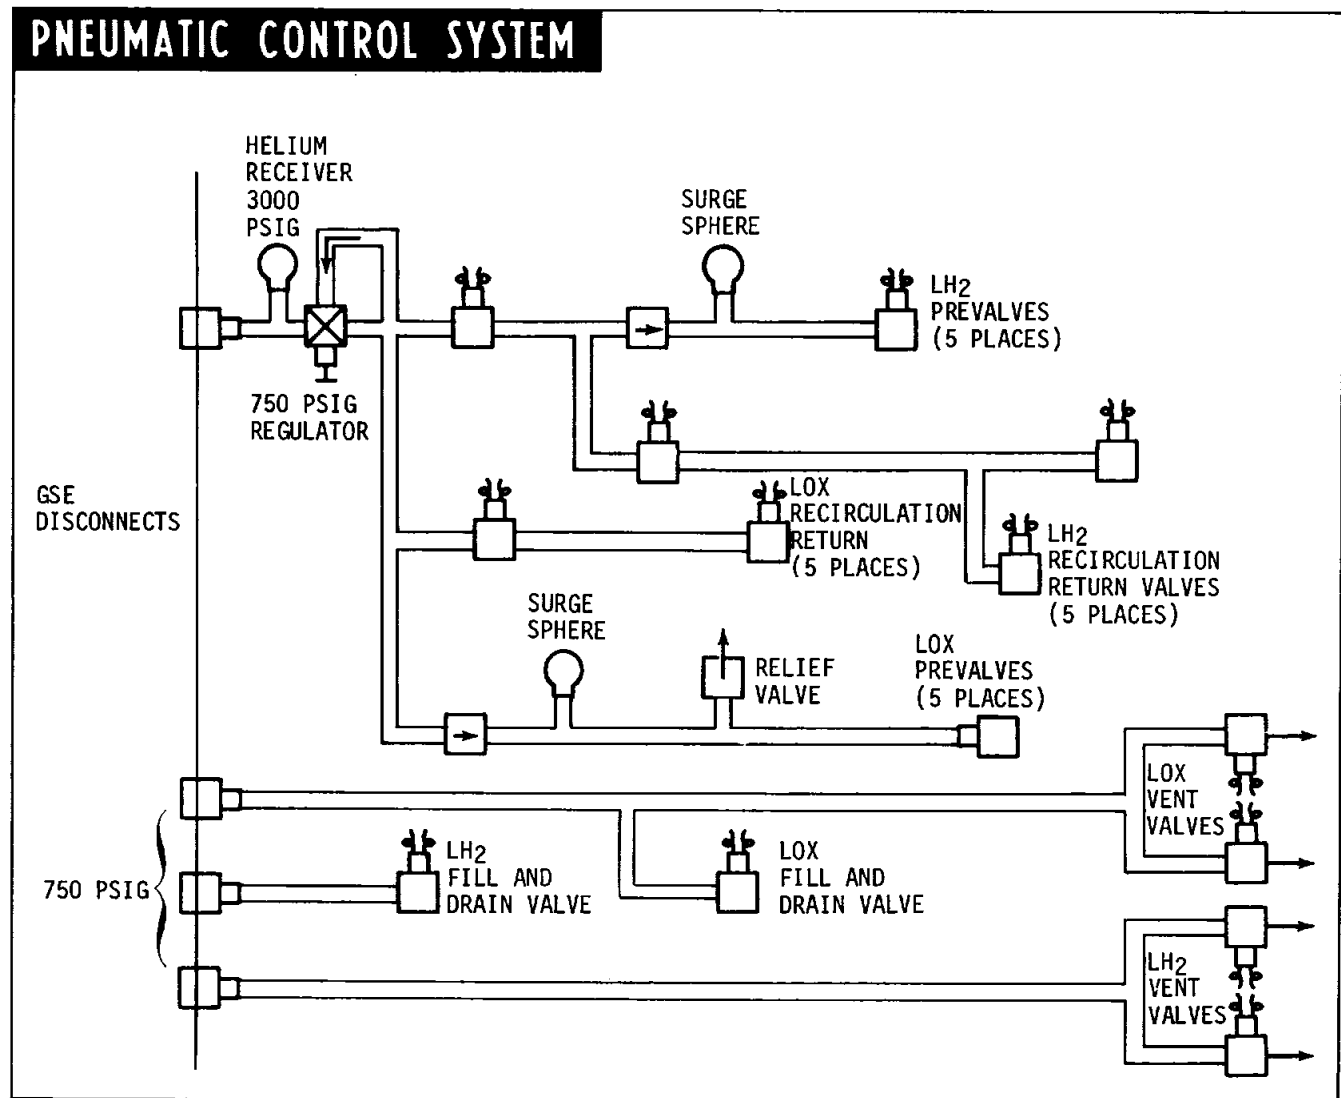 PNEUMATIC CONTROL SYSTEM
HELIUM
RECEIVER
3000
PSIG
SURGE
SPHERE
LH2
PREVALVES
(5 PLACES)
750 PSIG
REGULATOR
GSE
DISCONNECTS
LOX
RECIRCULATION
RETURN
(5 PLACES)
LH2
RECIRCULATION
RETURN VALVES
(5 PLACES)
SURGE
SPHERE
RELIEF
VALVE
LOX
PREVALVES
(5 PLACES)
LOX
VENT
VALVES
750 PSIG
LH2
FILL AND
DRAIN VALVE
LOX
FILL AND
DRAIN VALVE
LH2
VENT
VALVES